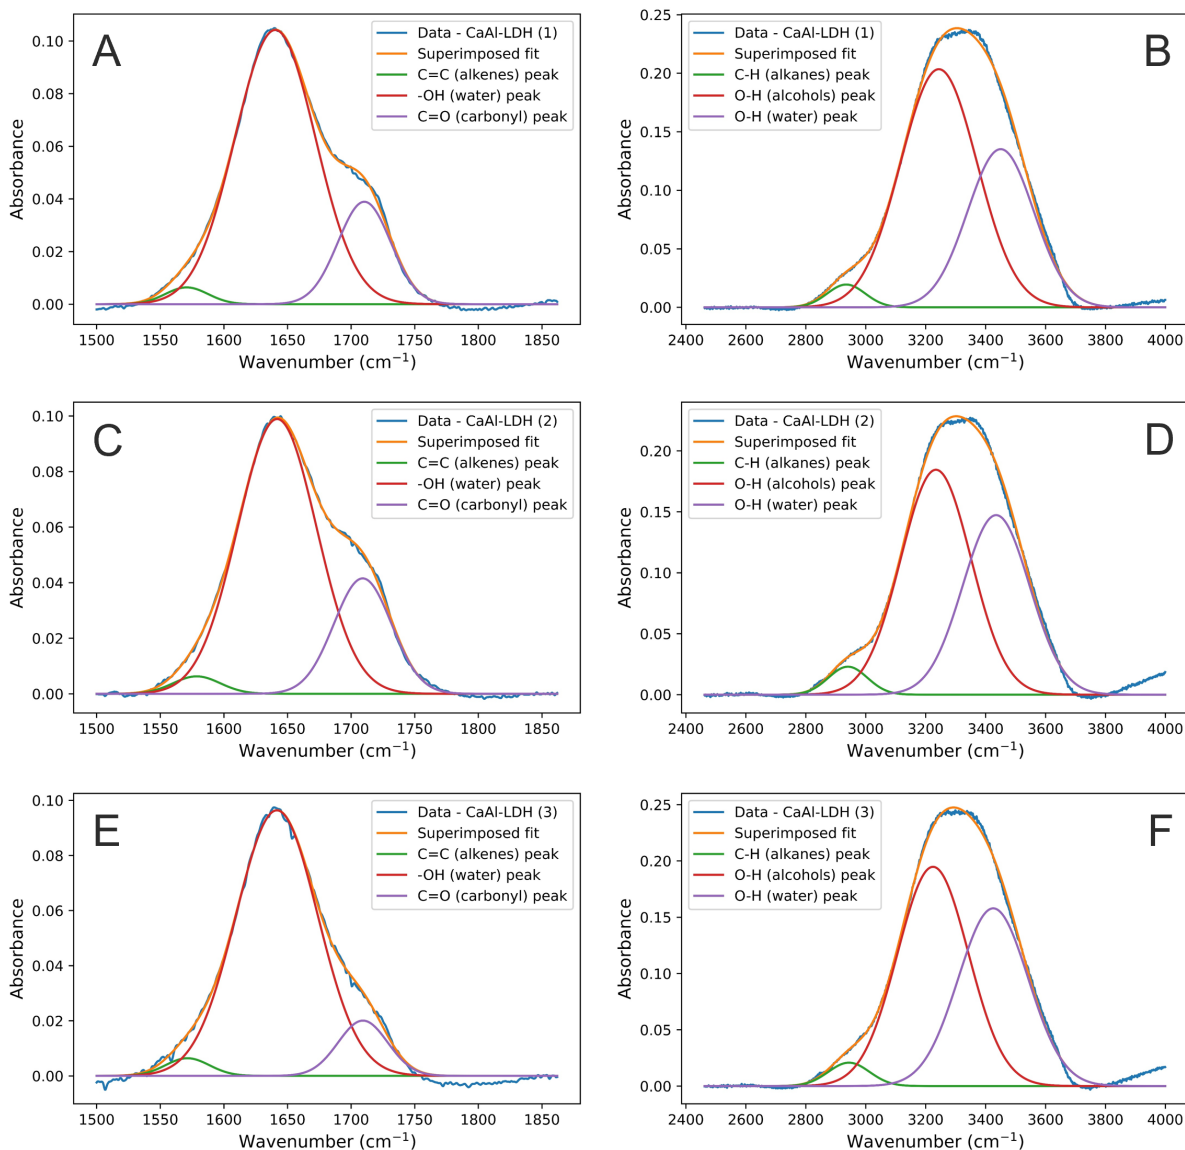 A
Data - CaAl-LDH (1)
Superimposed fit
C=C (alkenes) peak
-OH (water) peak
C=O (carbonyl) peak
Absorbance
0.10
0.08
0.06
0.04
0.02
0.00
1500 1550 1600 1650 1700 1750 1800 1850
Wavenumber (cm⁻¹)
B
Data - CaAl-LDH (1)
Superimposed fit
C-H (alkanes) peak
O-H (alcohols) peak
O-H (water) peak
Absorbance
0.25
0.20
0.15
0.10
0.05
0.00
2400 2600 2800 3000 3200 3400 3600 3800 4000
Wavenumber (cm⁻¹)
C
Data - CaAl-LDH (2)
Superimposed fit
C=C (alkenes) peak
-OH (water) peak
C=O (carbonyl) peak
Absorbance
0.10
0.08
0.06
0.04
0.02
0.00
1500 1550 1600 1650 1700 1750 1800 1850
Wavenumber (cm⁻¹)
D
Data - CaAl-LDH (2)
Superimposed fit
C-H (alkanes) peak
O-H (alcohols) peak
O-H (water) peak
Absorbance
0.20
0.15
0.10
0.05
0.00
2400 2600 2800 3000 3200 3400 3600 3800 4000
Wavenumber (cm⁻¹)
E
Data - CaAl-LDH (3)
Superimposed fit
C=C (alkenes) peak
-OH (water) peak
C=O (carbonyl) peak
Absorbance
0.10
0.08
0.06
0.04
0.02
0.00
1500 1550 1600 1650 1700 1750 1800 1850
Wavenumber (cm⁻¹)
F
Data - CaAl-LDH (3)
Superimposed fit
C-H (alkanes) peak
O-H (alcohols) peak
O-H (water) peak
Absorbance
0.25
0.20
0.15
0.10
0.05
0.00
2400 2600 2800 3000 3200 3400 3600 3800 4000
Wavenumber (cm⁻¹)